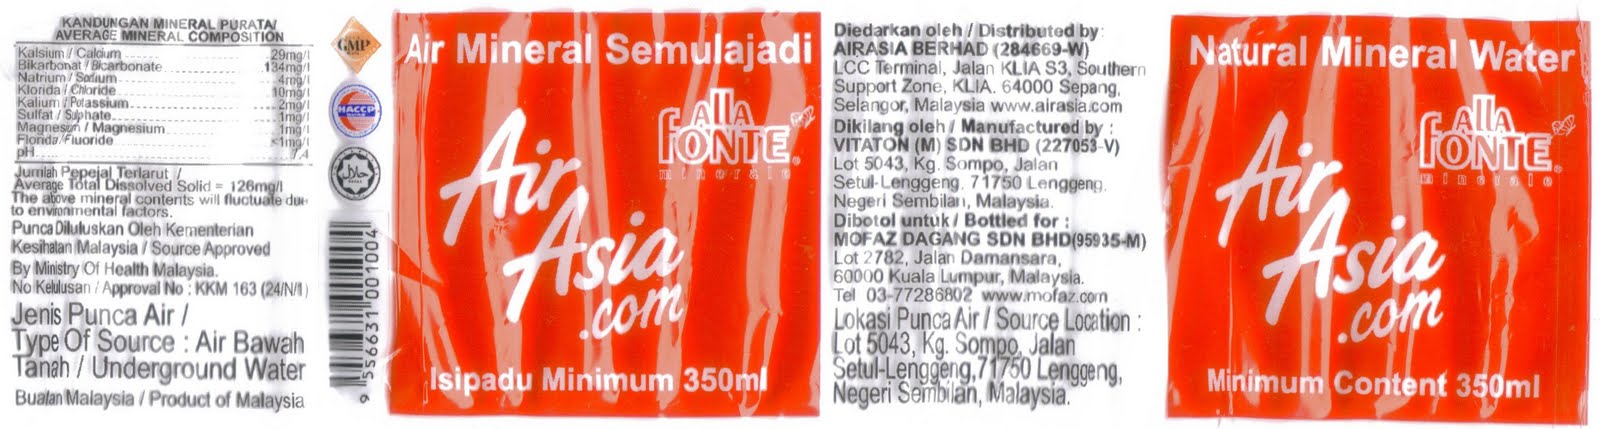 KANDUNGAN MINERAL PURATA/
AVERAGE MINERAL COMPOSITION
Kalsium / Calcium 29mg/l
Bikarbonat / Bicarbonate 134mg/l
Natrium / Sodium 4mg/l
Klorida / Chloride 10mg/l
Kalium / Potassium 2mg/l
Sulfat / Sulphate 1mg/l
Magnesium / Magnesium 1mg/l
Florida / Fluoride <1mg/l
pH 7.4
Jumlah Pepejal Terlarut /
Average Total Dissolved Solid = 126mg/l
The above mineral contents will fluctuate due
to environmental factors.
Punca Diluluskan Oleh Kementerian
Kesihatan Malaysia / Source Approved
By Ministry Of Health Malaysia.
No Kelulusan / Approval No : KKM 163 (24/N/1)
Jenis Punca Air /
Type Of Source : Air Bawah
Tanah / Underground Water
Buatan Malaysia / Product of Malaysia
GMP
HACCP
حلال
9 556631 001004
Air Mineral Semulajadi
Alla
fONTE®
minerale
Air
Asia
.com
Isipadu Minimum 350ml
Diedarkan oleh / Distributed by:
AIRASIA BERHAD (284669-W)
LCC Terminal, Jalan KLIA S3, Southern
Support Zone, KLIA, 64000 Sepang,
Selangor, Malaysia www.airasia.com
Dikilang oleh / Manufactured by :
VITATON (M) SDN BHD (227053-V)
Lot 5043, Kg. Sompo, Jalan
Setul-Lenggeng, 71750 Lenggeng,
Negeri Sembilan, Malaysia.
Dibotol untuk / Bottled for :
MOFAZ DAGANG SDN BHD(95935-M)
Lot 2782, Jalan Damansara,
60000 Kuala Lumpur, Malaysia.
Tel 03-77286802 www.mofaz.com
Lokasi Punca Air / Source Location :
Lot 5043, Kg. Sompo, Jalan
Setul-Lenggeng,71750 Lenggeng,
Negeri Sembilan, Malaysia.
Natural Mineral Water
Alla
fONTE®
minerale
Air
Asia
.com
Minimum Content 350ml